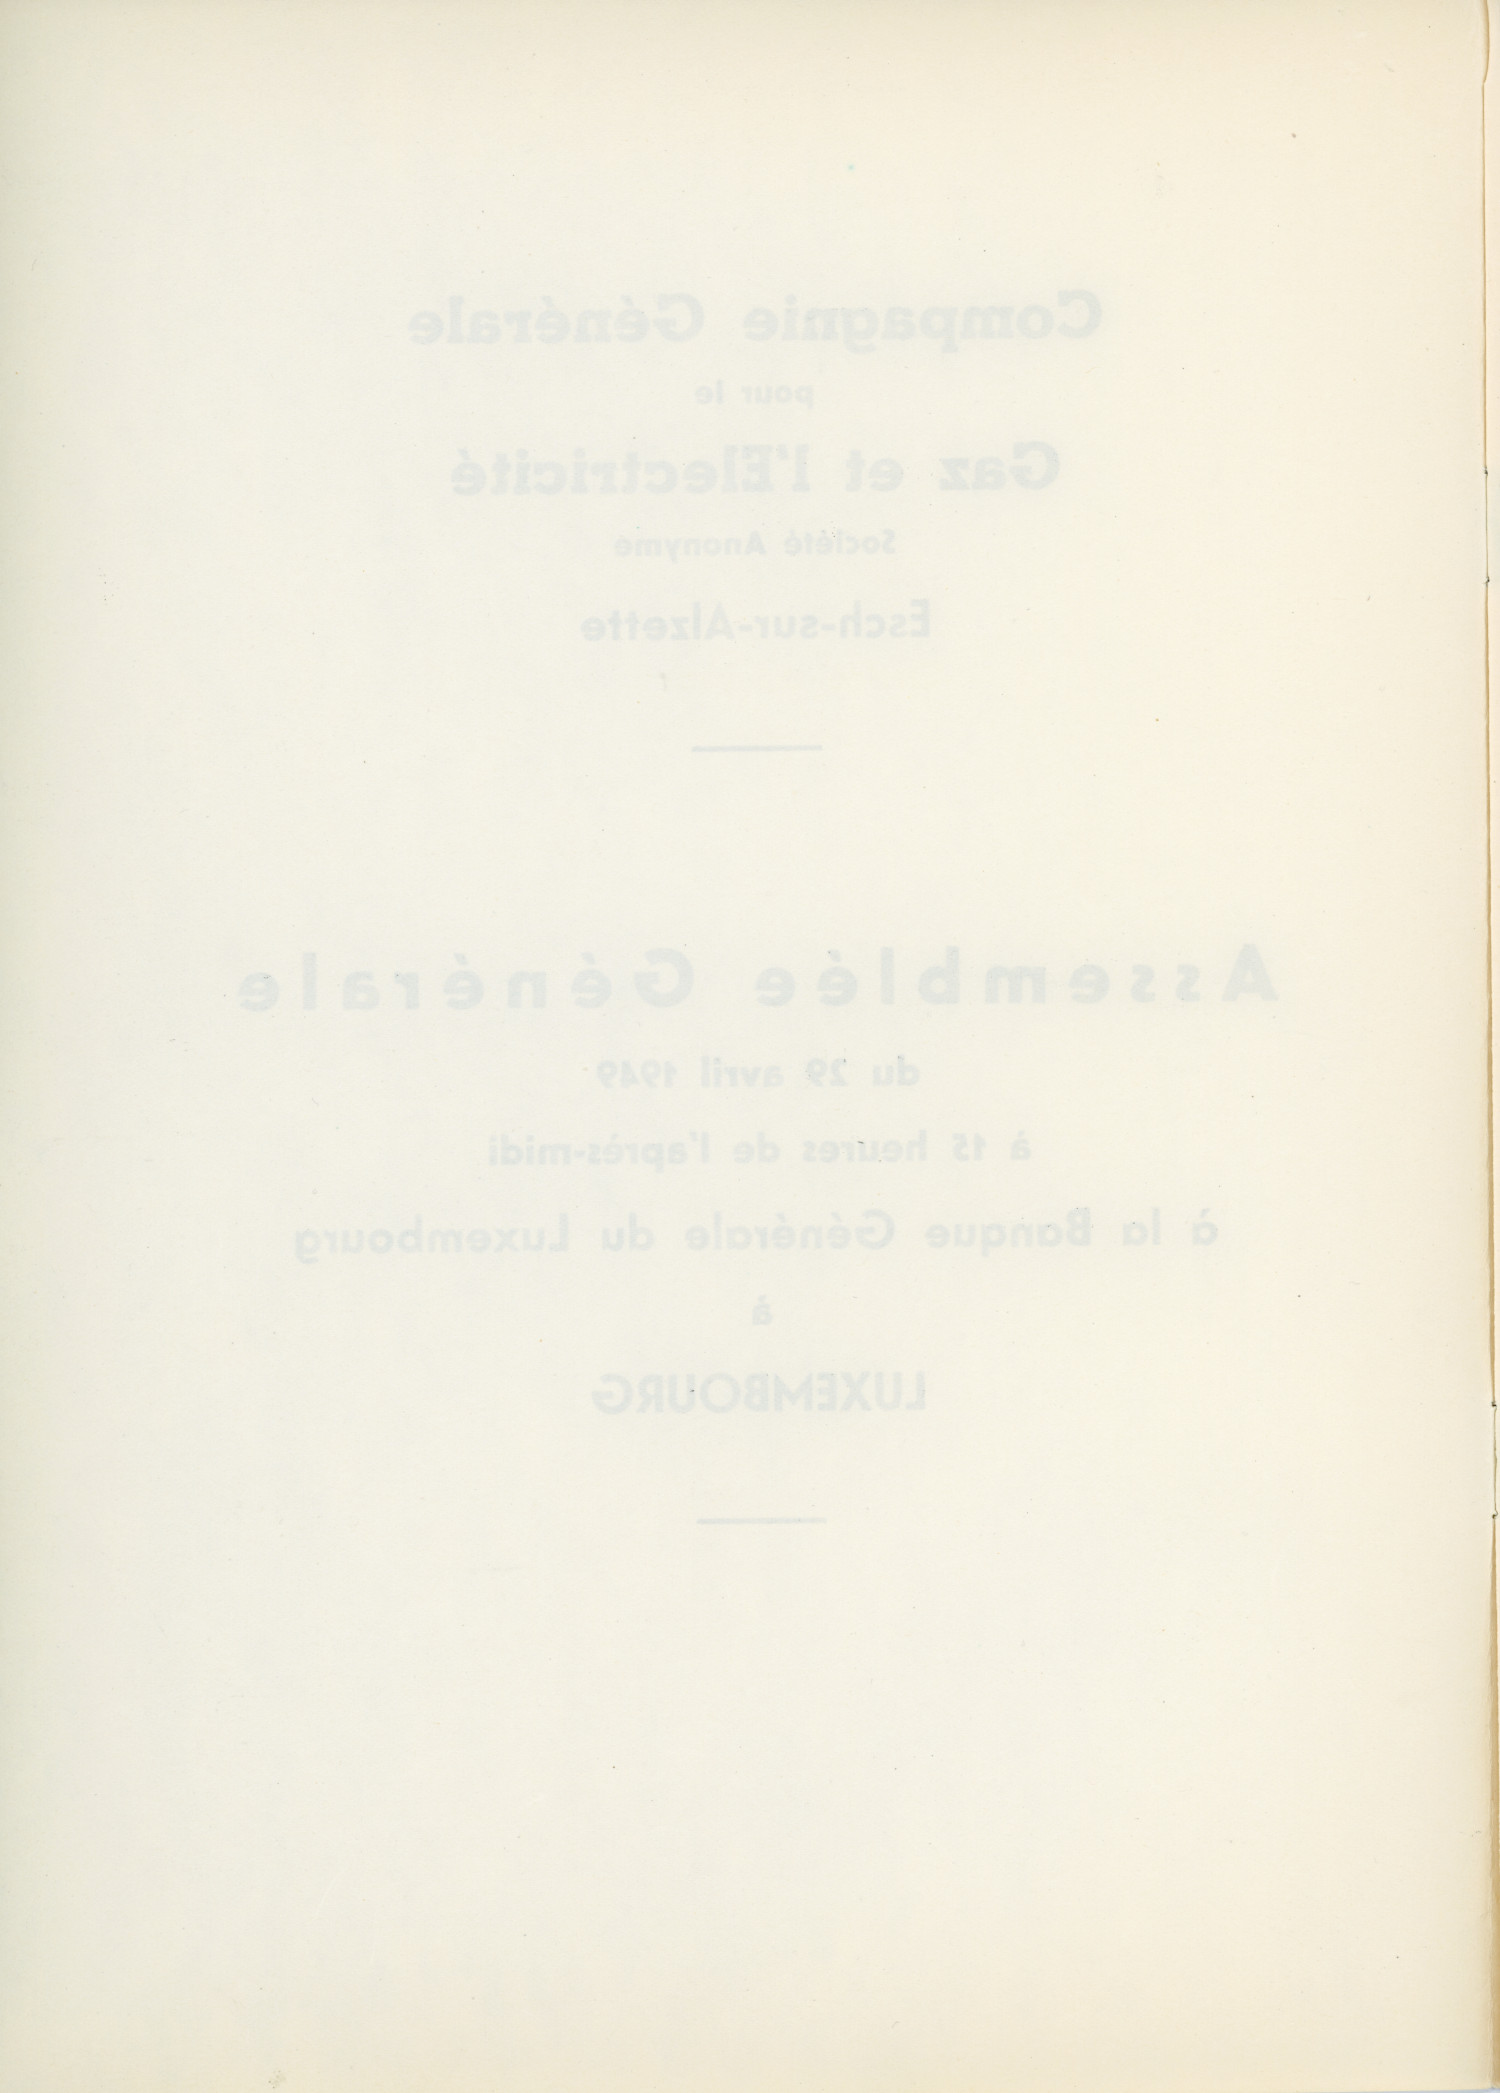 Compagnie Générale
pour le
Gaz et l'Electricité
Société Anonyme
Esch-sur-Alzette
Assemblée Générale
du 29 avril 1949
à 15 heures de l'après-midi
à la Banque Générale du Luxembourg
à
LUXEMBOURG